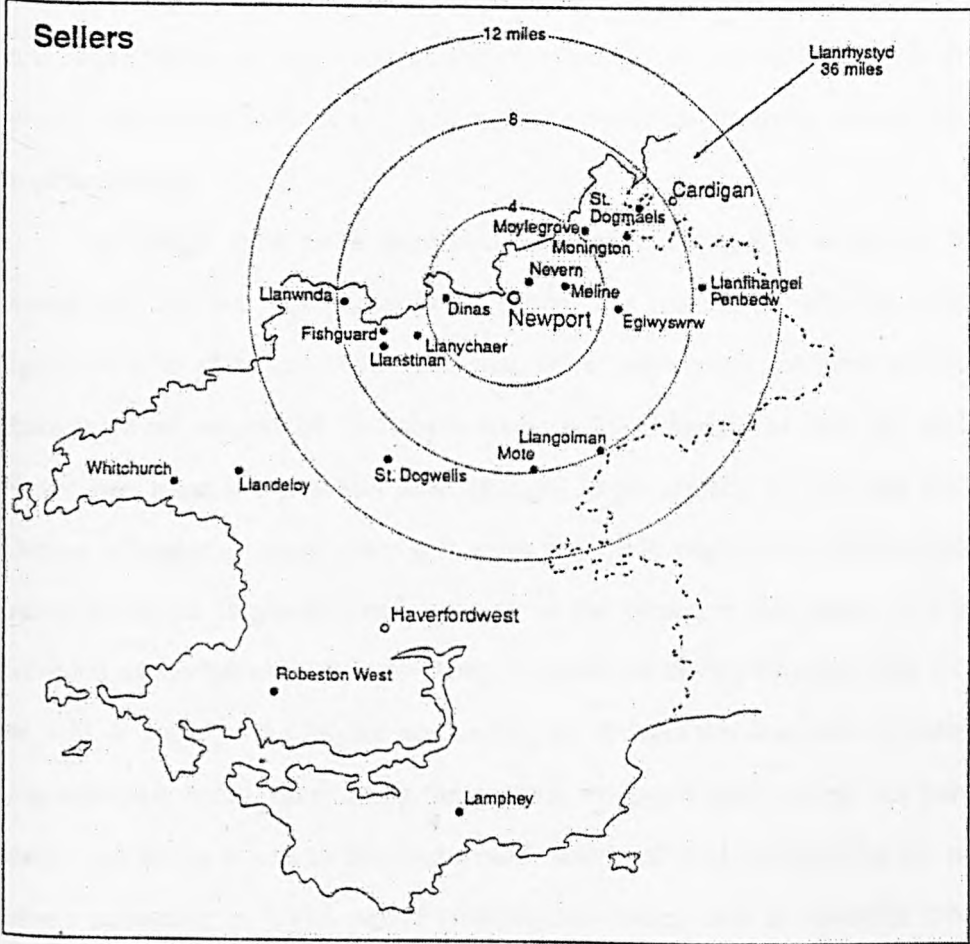 Sellers
12 miles
Llanrhystyd
36 miles
8
4
Cardigan
St.
Dogmaels
Moylegrove
Monington
Nevern
Meline
Llanfihangel
Penbedw
Llanwnda
Dinas
Newport
Eglwyswrw
Fishguard
Llanychaer
Llanstinan
Llangolman
Mote
Whitchurch
Llandeloy
St. Dogwells
Haverfordwest
Robeston West
Lamphey